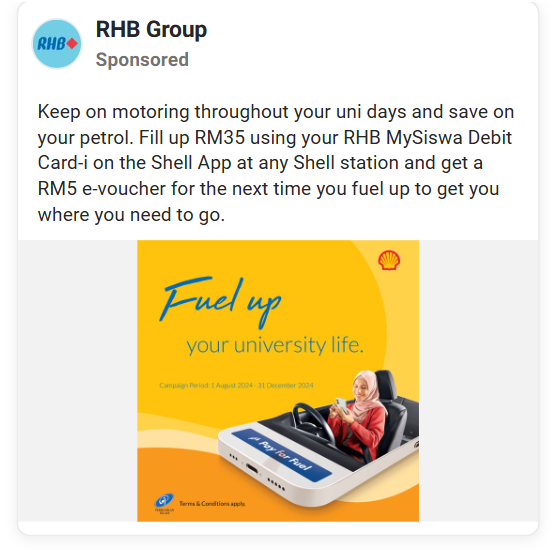 RHB
RHB Group
Sponsored
Keep on motoring throughout your uni days and save on
your petrol. Fill up RM35 using your RHB MySiswa Debit
Card-i on the Shell App at any Shell station and get a
RM5 e-voucher for the next time you fuel up to get you
where you need to go.
Fuel up
your university life.
Campaign Period: 1 August 2024 - 31 December 2024
Pay for Fuel
Terms & Conditions apply.